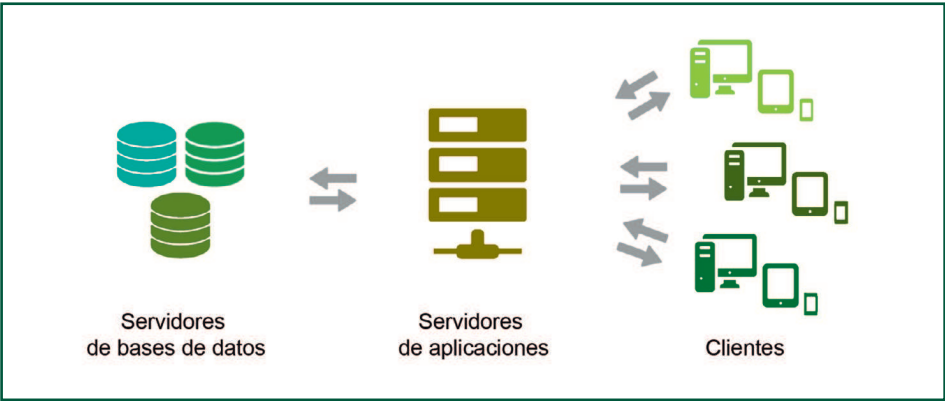 Servidores
de bases de datos
Servidores
de aplicaciones
Clientes